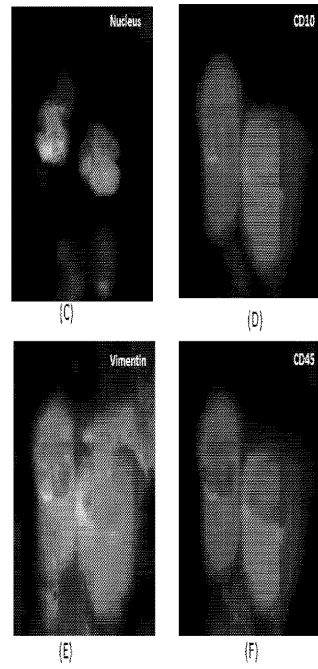 Nucleus
CD10
(C)
(D)
Vimentin
CD45
(E)
(F)